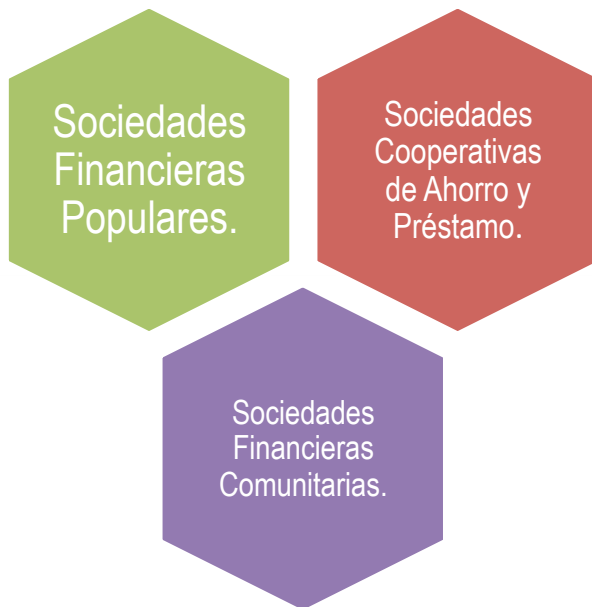 Sociedades
Financieras
Populares.
Sociedades
Cooperativas
de Ahorro y
Préstamo.
Sociedades
Financieras
Comunitarias.